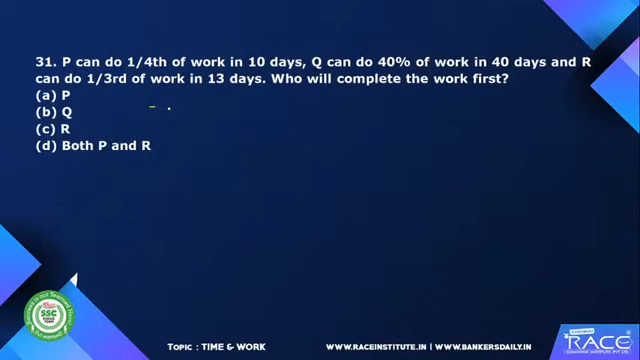 31. P can do 1/4th of work in 10 days, Q can do 40% of work in 40 days and R
can do 1/3rd of work in 13 days. Who will complete the work first?
(a) P
(b) Q
(c) R
(d) Both P and R
SSC
TOPIC : TIME & WORK
WWW.RACEINSTITUTE.IN | WWW.BANKERSDAILY.IN
CHENNAI
RACE